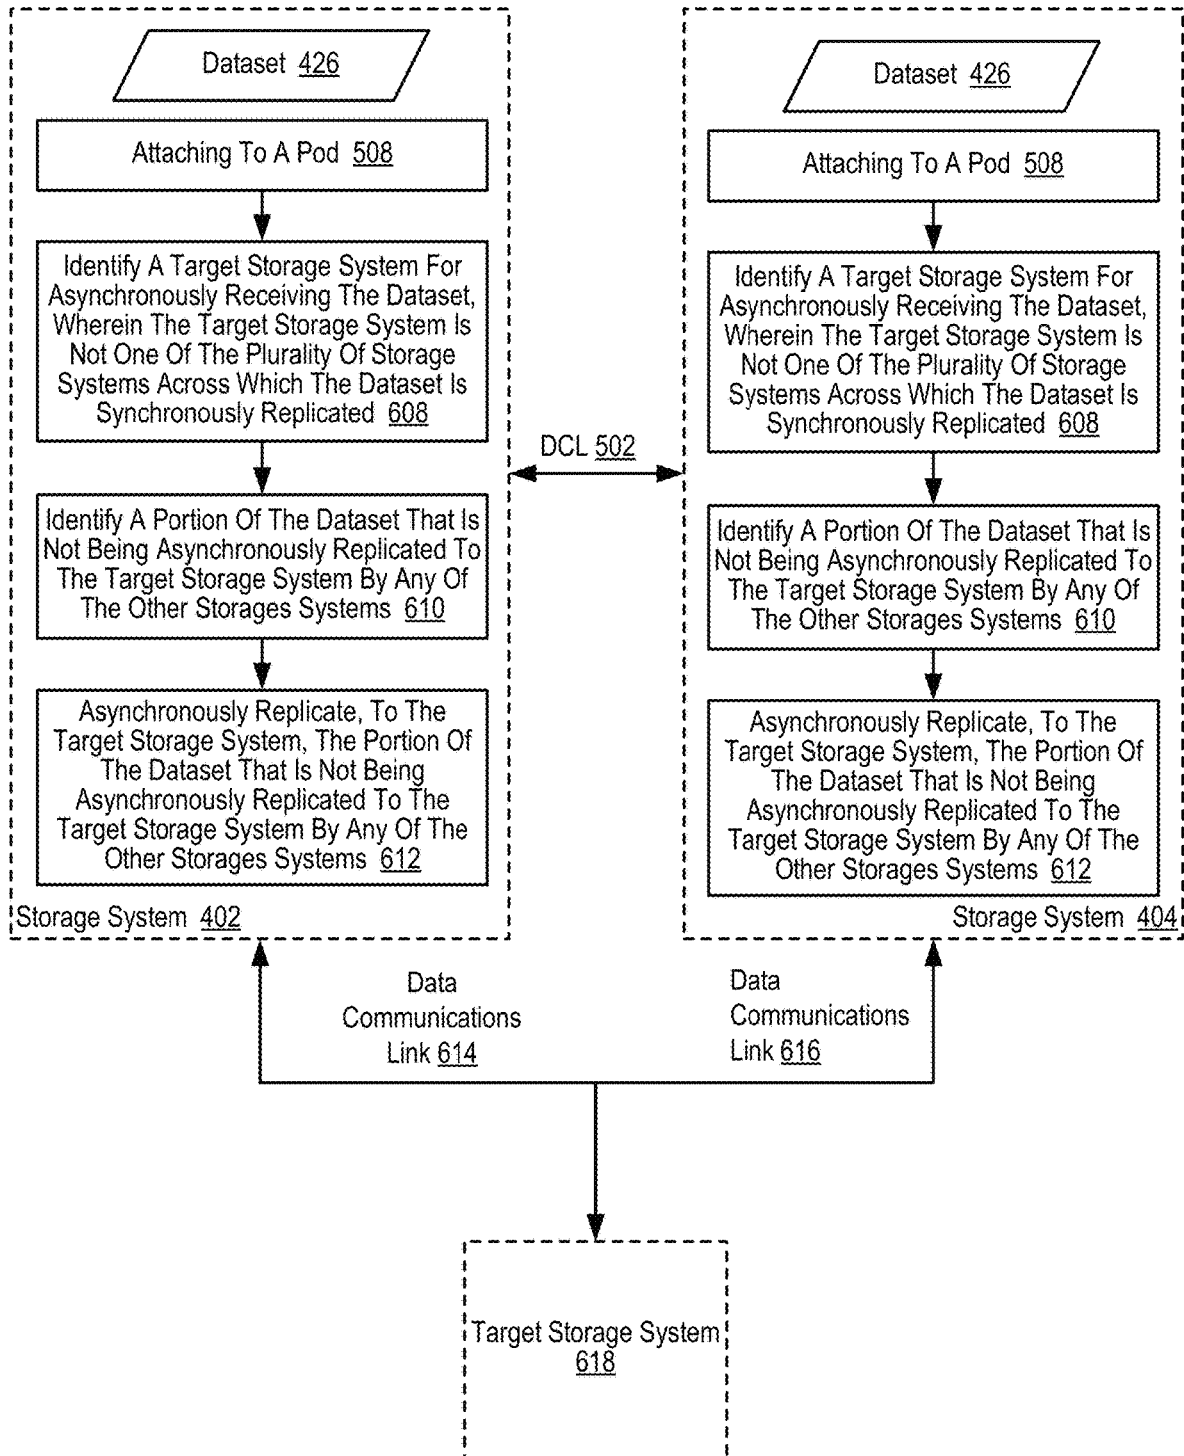 Dataset 426
Attaching To A Pod 508
Identify A Target Storage System For
Asynchronously Receiving The Dataset,
Wherein The Target Storage System Is
Not One Of The Plurality Of Storage
Systems Across Which The Dataset Is
Synchronously Replicated 608
Identify A Portion Of The Dataset That Is
Not Being Asynchronously Replicated To
The Target Storage System By Any Of
The Other Storages Systems 610
Asynchronously Replicate, To The
Target Storage System, The Portion Of
The Dataset That Is Not Being
Asynchronously Replicated To The
Target Storage System By Any Of The
Other Storages Systems 612
Storage System 402
DCL 502
Dataset 426
Attaching To A Pod 508
Identify A Target Storage System For
Asynchronously Receiving The Dataset,
Wherein The Target Storage System Is
Not One Of The Plurality Of Storage
Systems Across Which The Dataset Is
Synchronously Replicated 608
Identify A Portion Of The Dataset That Is
Not Being Asynchronously Replicated To
The Target Storage System By Any Of
The Other Storages Systems 610
Asynchronously Replicate, To The
Target Storage System, The Portion Of
The Dataset That Is Not Being
Asynchronously Replicated To The
Target Storage System By Any Of The
Other Storages Systems 612
Storage System 404
Data
Communications
Link 614
Data
Communications
Link 616
Target Storage System
618